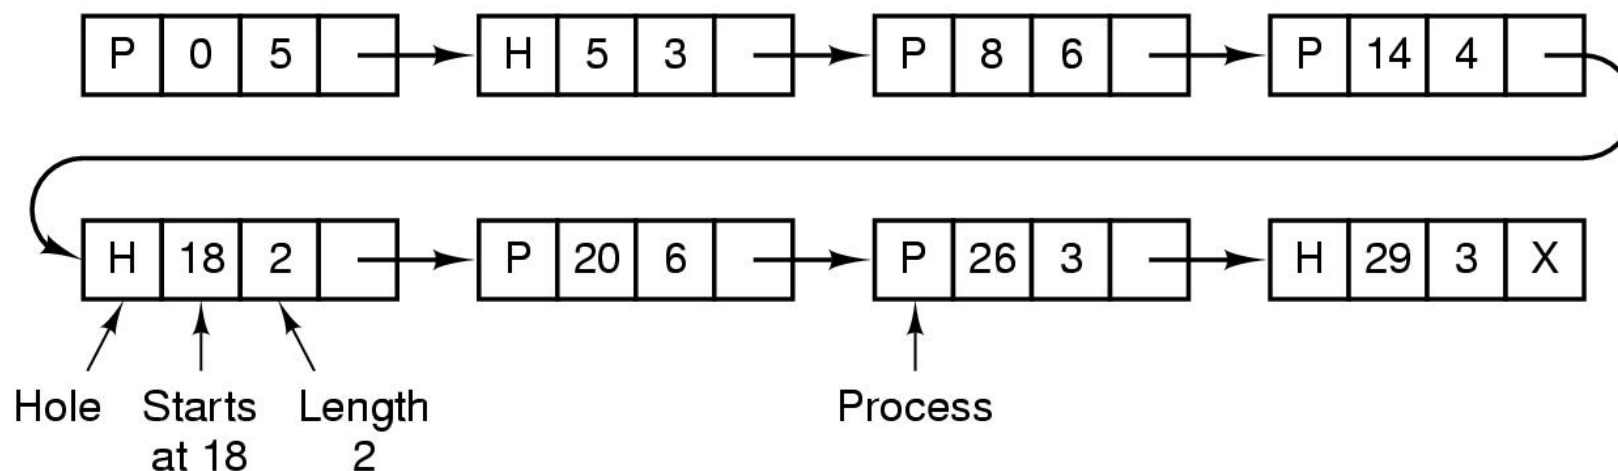 P 0 5 H 5 3 P 8 6 P 14 4
H 18 2 P 20 6 P 26 3 H 29 3 X
Hole Starts Length Process
at 18 2